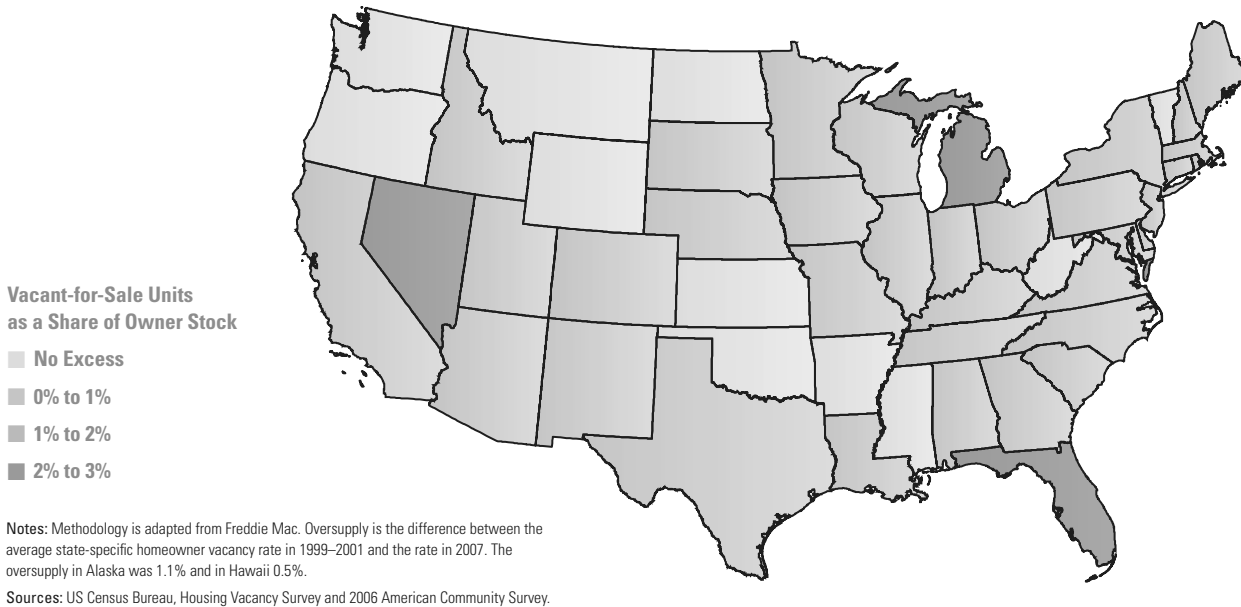 Vacant-for-Sale Units
as a Share of Owner Stock
No Excess
0% to 1%
1% to 2%
2% to 3%
Notes: Methodology is adapted from Freddie Mac. Oversupply is the difference between the
average state-specific homeowner vacancy rate in 1999–2001 and the rate in 2007. The
oversupply in Alaska was 1.1% and in Hawaii 0.5%.
Sources: US Census Bureau, Housing Vacancy Survey and 2006 American Community Survey.